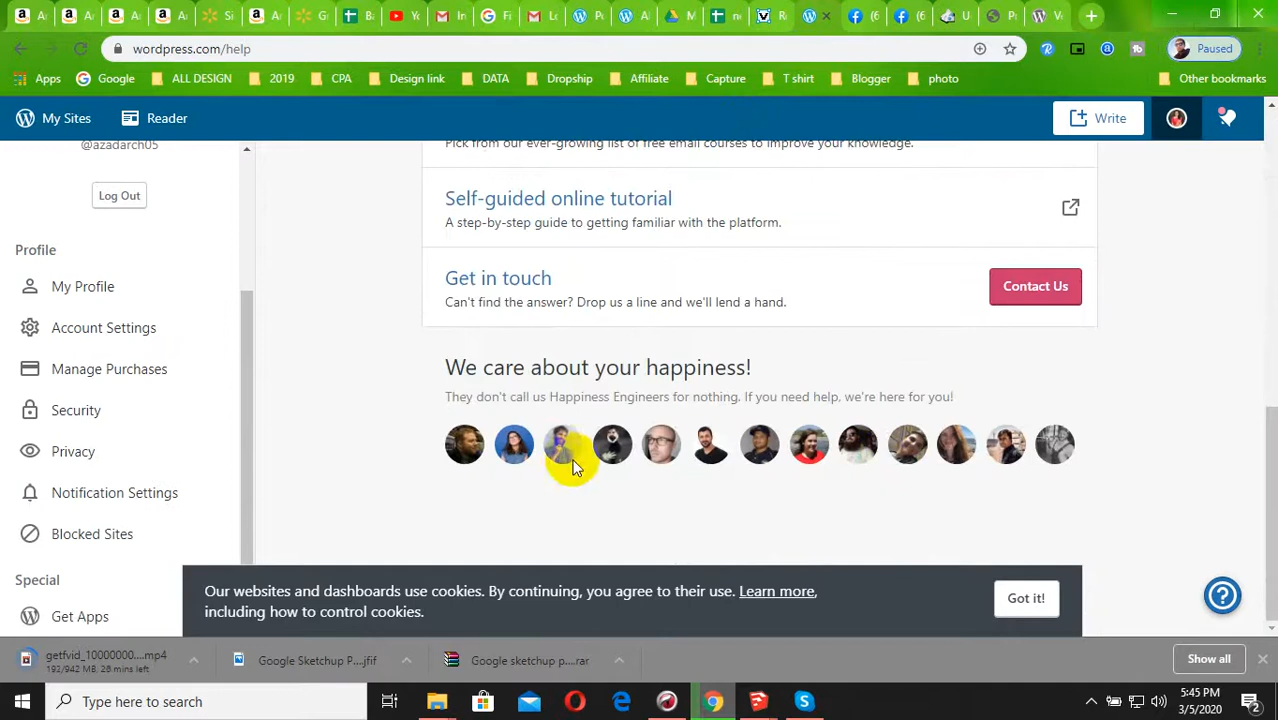 wordpress.com/help
Paused
Apps Google ALL DESIGN 2019 CPA Design link DATA Dropship Affiliate Capture T shirt Blogger photo Other bookmarks
My Sites Reader Write
@azadarch05
Log Out
Profile
My Profile
Account Settings
Manage Purchases
Security
Privacy
Notification Settings
Blocked Sites
Special
Get Apps
Pick from our ever-growing list of free email courses to improve your knowledge.
Self-guided online tutorial
A step-by-step guide to getting familiar with the platform.
Get in touch
Can't find the answer? Drop us a line and we'll lend a hand.
Contact Us
We care about your happiness!
They don't call us Happiness Engineers for nothing. If you need help, we're here for you!
Our websites and dashboards use cookies. By continuing, you agree to their use. Learn more,
including how to control cookies.
Got it!
getfvid_10000000....mp4
Google Sketchup P....jfif
Google sketchup p....rar
Show all
Type here to search
5:45 PM
3/5/2020
2